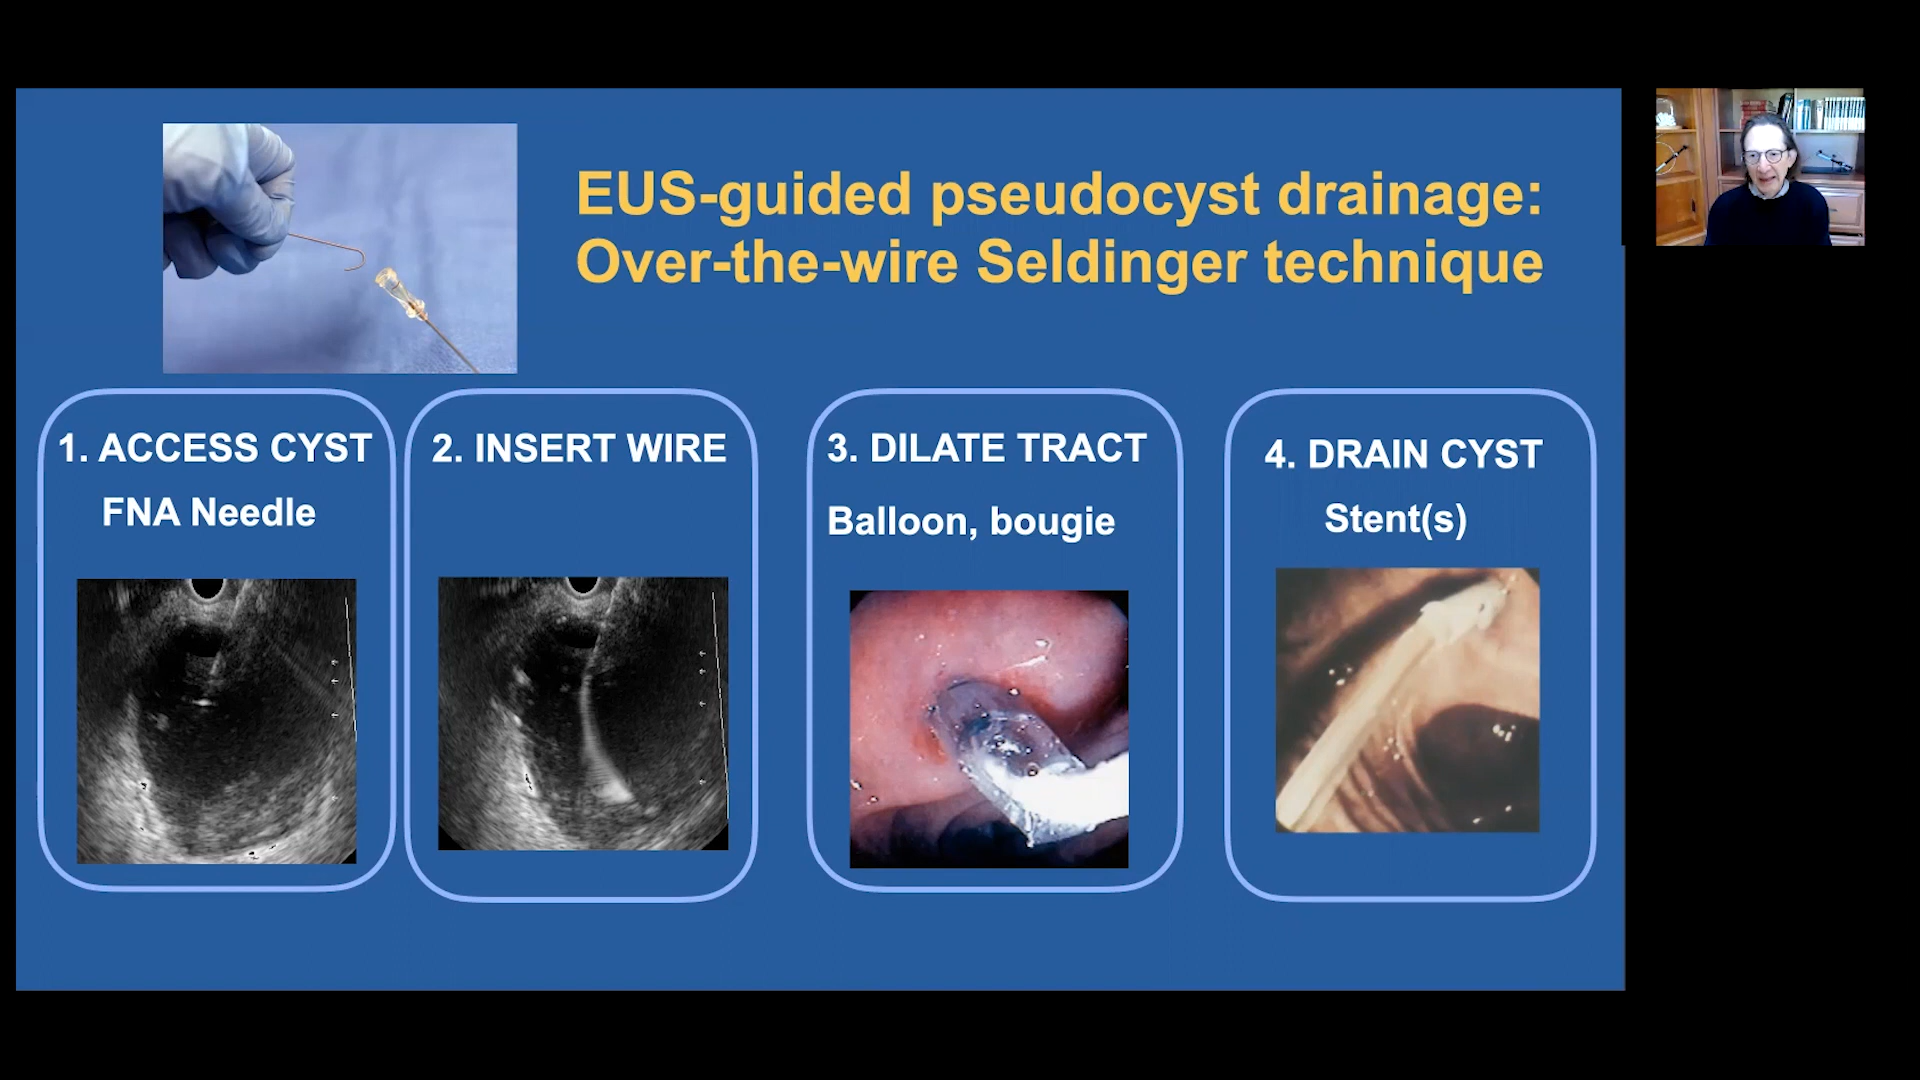 EUS-guided pseudocyst drainage:
Over-the-wire Seldinger technique
1. ACCESS CYST
FNA Needle
2. INSERT WIRE
3. DILATE TRACT
Balloon, bougie
4. DRAIN CYST
Stent(s)